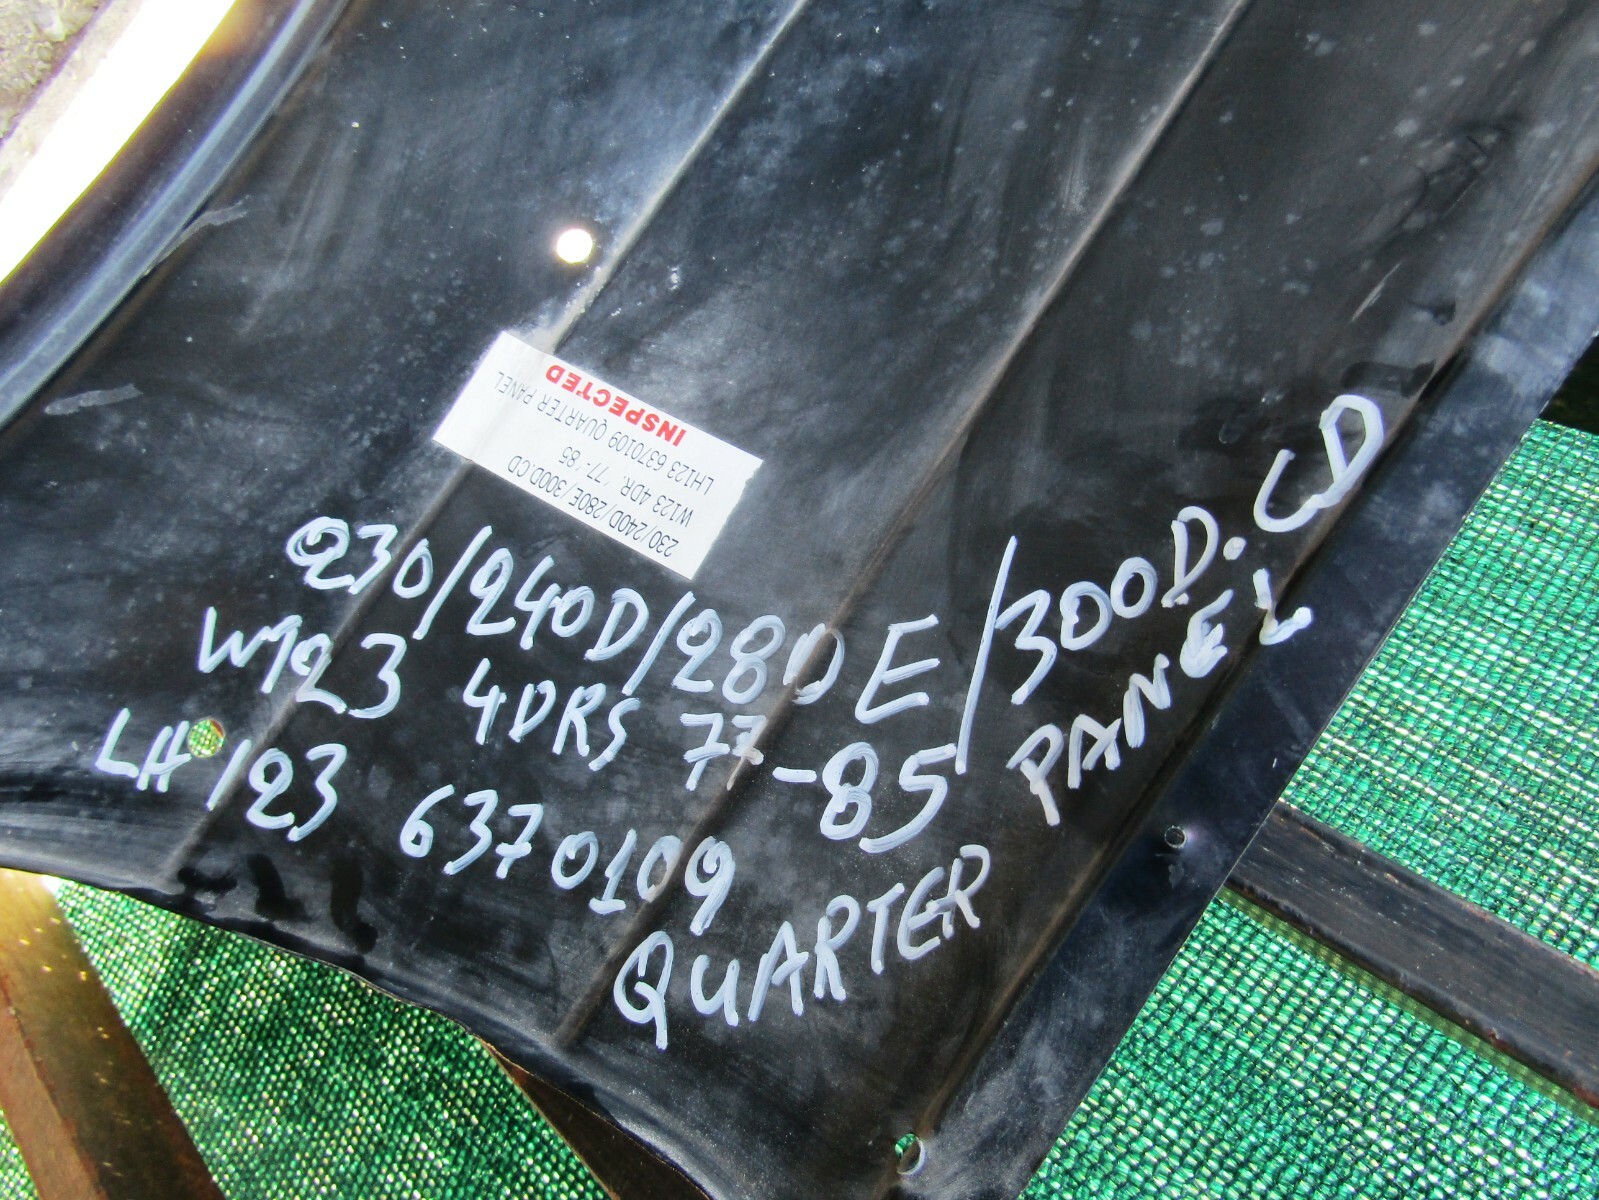 230/240D/280E/300D.CD
W123 4DR. '77-'85
LH123 6370109 QUARTER PANEL
INSPECTED
230/240D/280E/300D.CD
W123 4DRS 77-85
LH 123 6370109
QUARTER PANEL